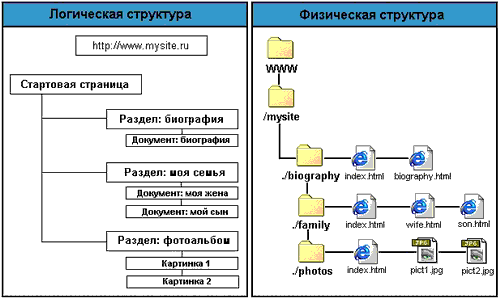 Логическая структура
http://www.mysite.ru
Стартовая страница
Раздел: биография
Документ: биография
Раздел: моя семья
Документ: моя жена
Документ: мой сын
Раздел: фотоальбом
Картинка 1
Картинка 2
Физическая структура
WWW
/mysite
./biography
index.html
biography.html
./family
index.html
wife.html
son.html
./photos
index.html
JPG
pict1.jpg
JPG
pict2.jpg